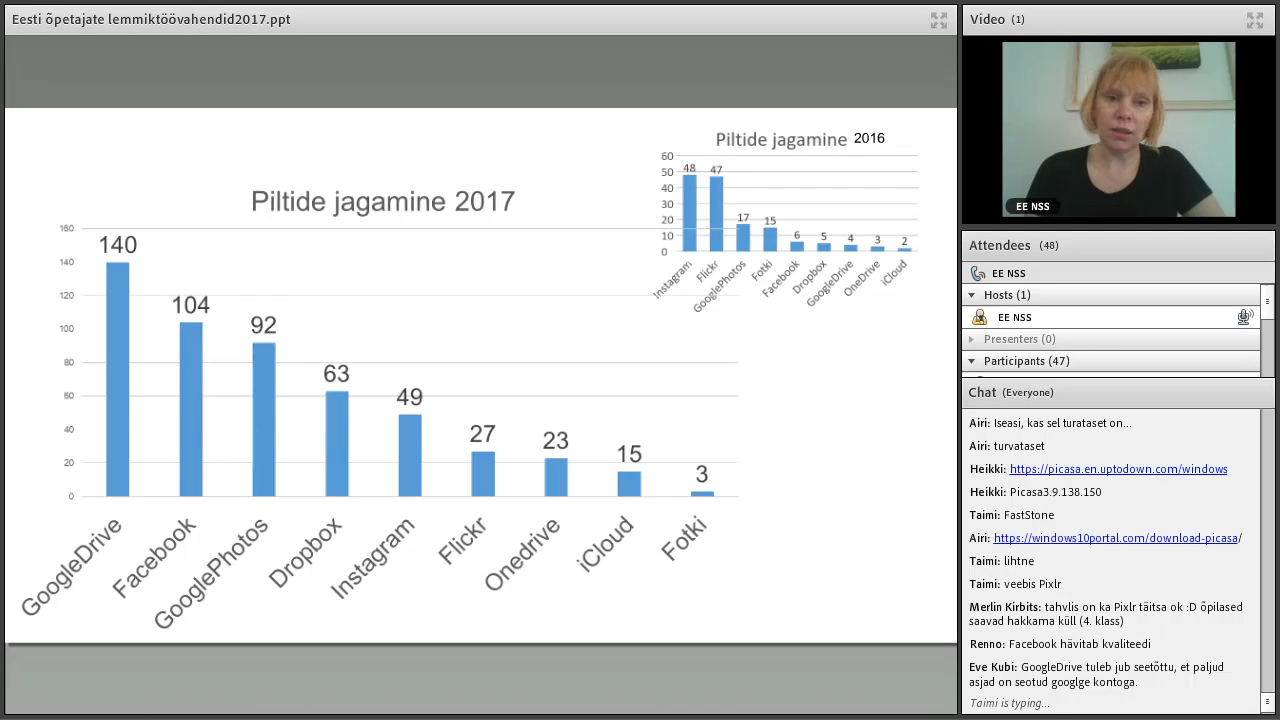 Eesti õpetajate lemmiktöövahendid2017.ppt
Piltide jagamine 2016
60
50
40
30
20
10
0
48
47
17
15
6
5
4
3
2
Instagram
Flickr
GooglePhotos
Fotki
Facebook
Dropbox
GoogleDrive
OneDrive
iCloud
Piltide jagamine 2017
160
140
120
100
80
60
40
20
0
140
104
92
63
49
27
23
15
3
GoogleDrive
Facebook
GooglePhotos
Dropbox
Instagram
Flickr
Onedrive
iCloud
Fotki
Video (1)
EE NSS
Attendees (48)
EE NSS
Hosts (1)
EE NSS
Presenters (0)
Participants (47)
Chat (Everyone)
Airi: Iseasi, kas sel turataset on...
Airi: turvataset
Heikki: https://picasa.en.uptodown.com/windows
Heikki: Picasa3.9.138.150
Taimi: FastStone
Airi: https://windows10portal.com/download-picasa/
Taimi: lihtne
Taimi: veebis Pixlr
Merlin Kirbits: tahvlis on ka Pixlr täitsa ok :D õpilased
saavad hakkama küll (4. klass)
Renno: Facebook hävitab kvaliteedi
Eve Kubi: GoogleDrive tuleb jub seetõttu, et paljud
asjad on seotud googlge kontoga.
Taimi is typing...